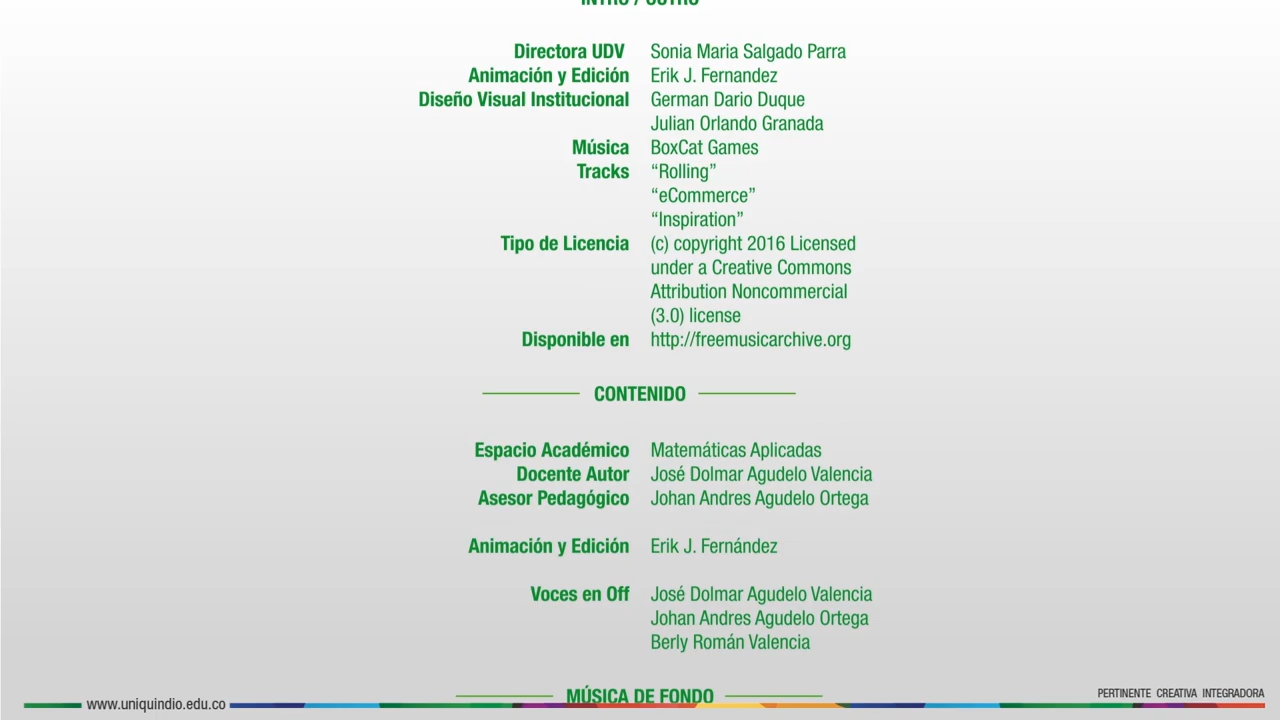 INTRO / OUTRO
Directora UDV Sonia Maria Salgado Parra
Animación y Edición Erik J. Fernandez
Diseño Visual Institucional German Dario Duque
Julian Orlando Granada
Música BoxCat Games
Tracks “Rolling”
“eCommerce”
“Inspiration”
Tipo de Licencia (c) copyright 2016 Licensed
under a Creative Commons
Attribution Noncommercial
(3.0) license
Disponible en http://freemusicarchive.org
CONTENIDO
Espacio Académico Matemáticas Aplicadas
Docente Autor José Dolmar Agudelo Valencia
Asesor Pedagógico Johan Andres Agudelo Ortega
Animación y Edición Erik J. Fernández
Voces en Off José Dolmar Agudelo Valencia
Johan Andres Agudelo Ortega
Berly Román Valencia
MÚSICA DE FONDO
www.uniquindio.edu.co
PERTINENTE CREATIVA INTEGRADORA